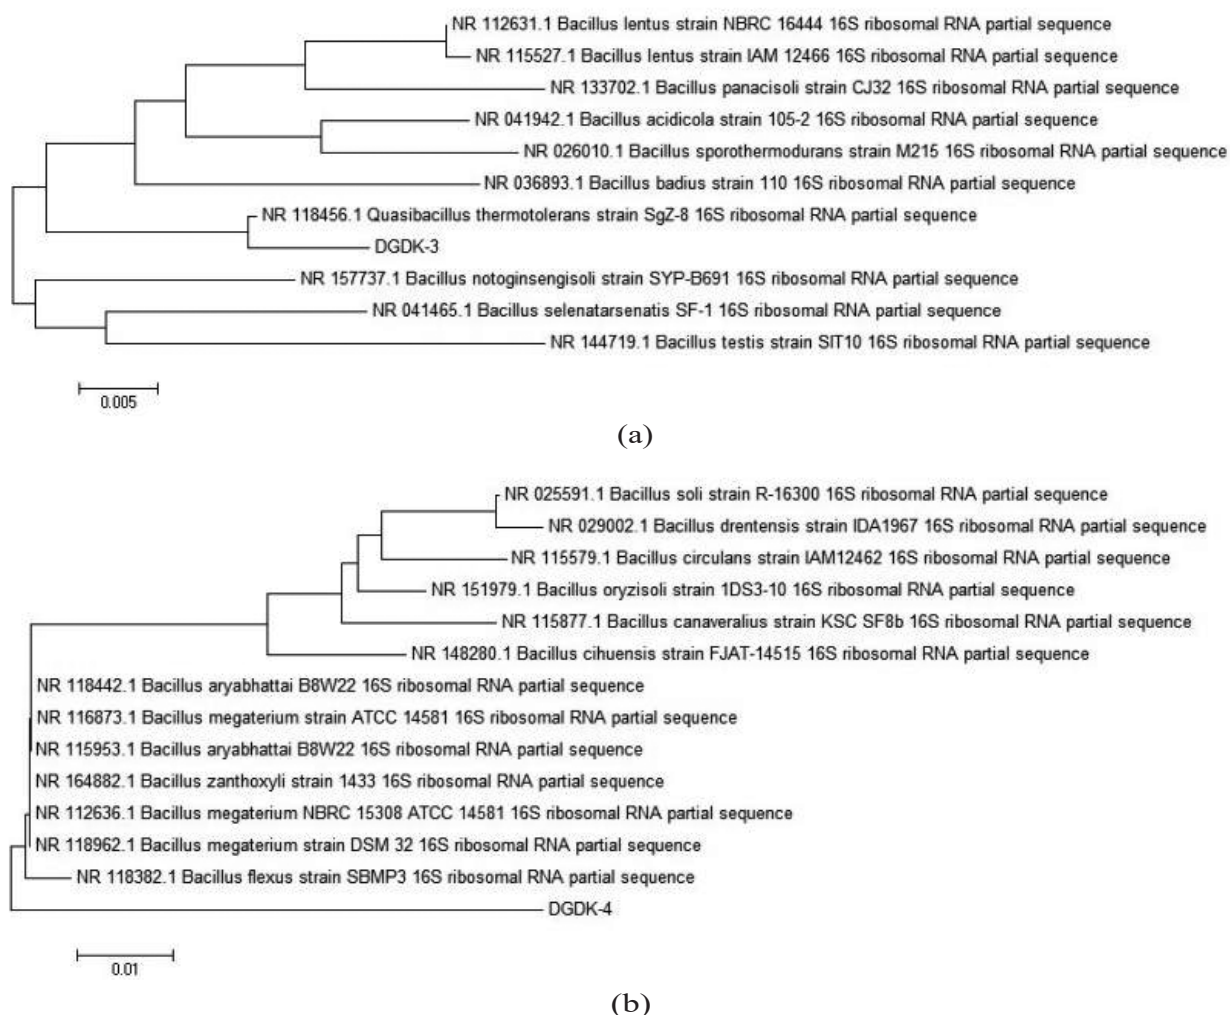 NR 112631.1 Bacillus lentus strain NBRC 16444 16S ribosomal RNA partial sequence
NR 115527.1 Bacillus lentus strain IAM 12466 16S ribosomal RNA partial sequence
NR 133702.1 Bacillus panacisoli strain CJ32 16S ribosomal RNA partial sequence
NR 041942.1 Bacillus acidicola strain 105-2 16S ribosomal RNA partial sequence
NR 026010.1 Bacillus sporothermodurans strain M215 16S ribosomal RNA partial sequence
NR 036893.1 Bacillus badius strain 110 16S ribosomal RNA partial sequence
NR 118456.1 Quasibacillus thermotolerans strain SgZ-8 16S ribosomal RNA partial sequence
DGDK-3
NR 157737.1 Bacillus notoginsengisoli strain SYP-B691 16S ribosomal RNA partial sequence
NR 041465.1 Bacillus selenatarsenatis SF-1 16S ribosomal RNA partial sequence
NR 144719.1 Bacillus testis strain SIT10 16S ribosomal RNA partial sequence
0.005
(a)
NR 025591.1 Bacillus soli strain R-16300 16S ribosomal RNA partial sequence
NR 029002.1 Bacillus drentensis strain IDA1967 16S ribosomal RNA partial sequence
NR 115579.1 Bacillus circulans strain IAM12462 16S ribosomal RNA partial sequence
NR 151979.1 Bacillus oryzisoli strain 1DS3-10 16S ribosomal RNA partial sequence
NR 115877.1 Bacillus canaveralius strain KSC SF8b 16S ribosomal RNA partial sequence
NR 148280.1 Bacillus cihuensis strain FJAT-14515 16S ribosomal RNA partial sequence
NR 118442.1 Bacillus aryabhattai B8W22 16S ribosomal RNA partial sequence
NR 116873.1 Bacillus megaterium strain ATCC 14581 16S ribosomal RNA partial sequence
NR 115953.1 Bacillus aryabhattai B8W22 16S ribosomal RNA partial sequence
NR 164882.1 Bacillus zanthoxyli strain 1433 16S ribosomal RNA partial sequence
NR 112636.1 Bacillus megaterium NBRC 15308 ATCC 14581 16S ribosomal RNA partial sequence
NR 118962.1 Bacillus megaterium strain DSM 32 16S ribosomal RNA partial sequence
NR 118382.1 Bacillus flexus strain SBMP3 16S ribosomal RNA partial sequence
DGDK-4
0.01
(b)